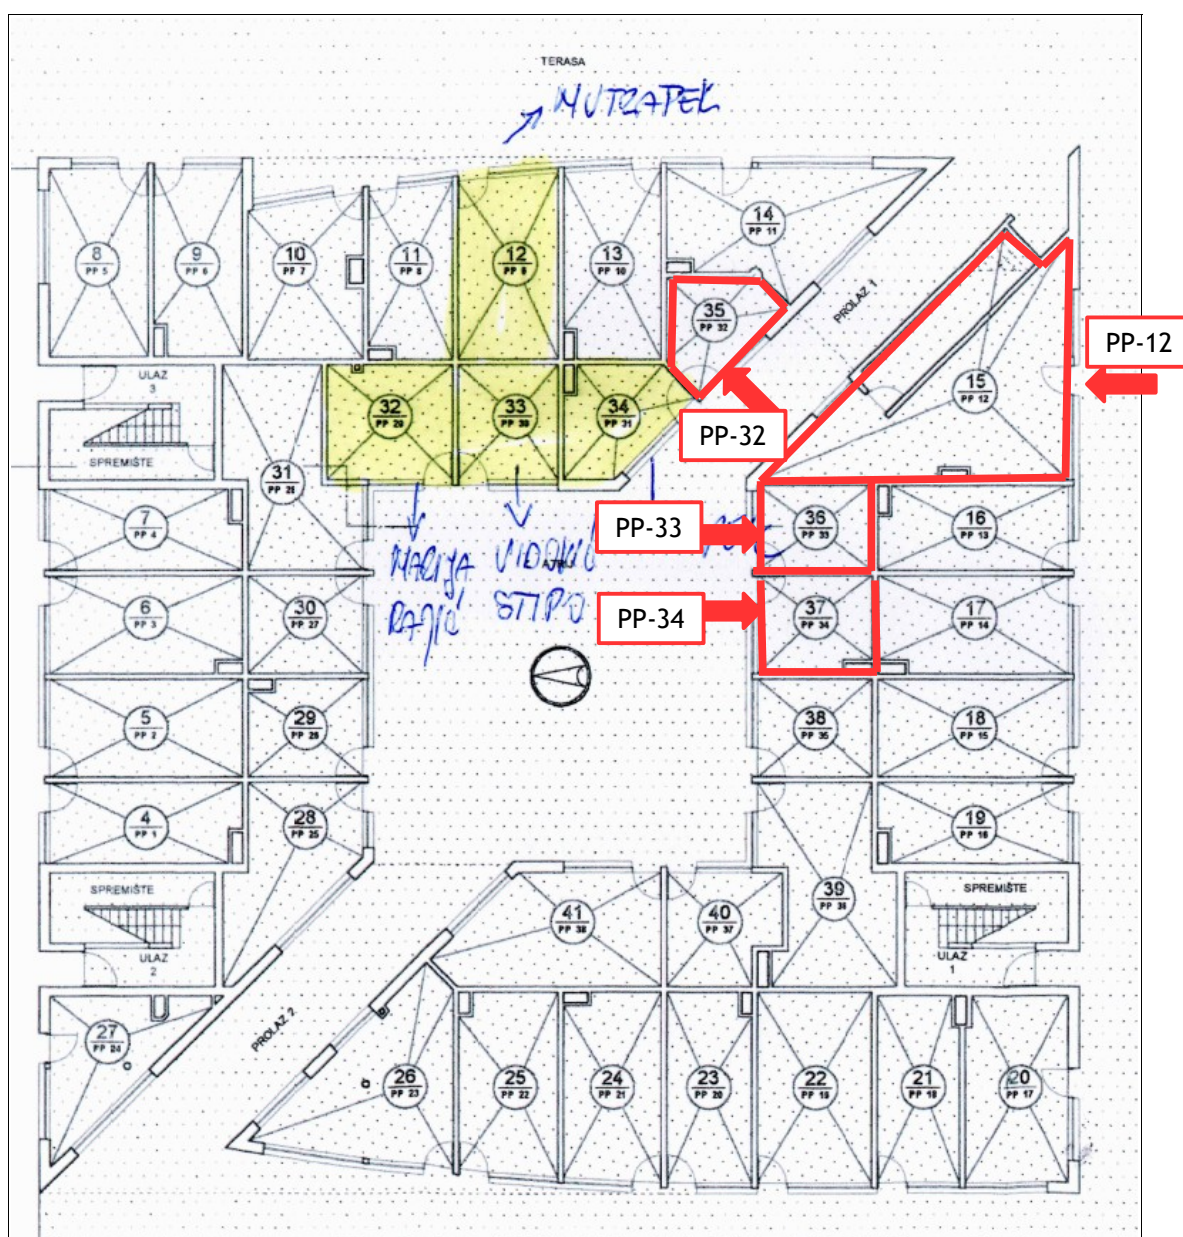 TERASA
MUTRAPEK
8
PP 5
9
PP 6
10
PP 7
11
PP 8
12
PP 9
13
PP 10
14
PP 11
35
PP 32
PROLAZ 1
15
PP 12
PP-12
ULAZ
3
SPREMIŠTE
32
PP 29
33
PP 30
34
PP 31
PP-32
31
PP 28
7
PP 4
PP-33
36
PP 33
16
PP 13
MARIJA
RAJIĆ
STIPO
6
PP 3
30
PP 27
PP-34
37
PP 34
17
PP 14
5
PP 2
29
PP 26
38
PP 35
18
PP 15
4
PP 1
28
PP 25
19
PP 16
SPREMIŠTE
ULAZ
2
41
PP 38
40
PP 37
39
PP 36
SPREMIŠTE
ULAZ
1
27
PP 24
PROLAZ 2
26
PP 23
25
PP 22
24
PP 21
23
PP 20
22
PP 19
21
PP 18
20
PP 17